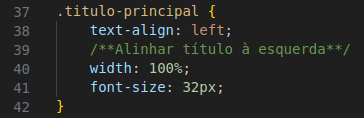 37 .titulo-principal {
38 text-align: left;
39 /**Alinhar título à esquerda**/
40 width: 100%;
41 font-size: 32px;
42 }